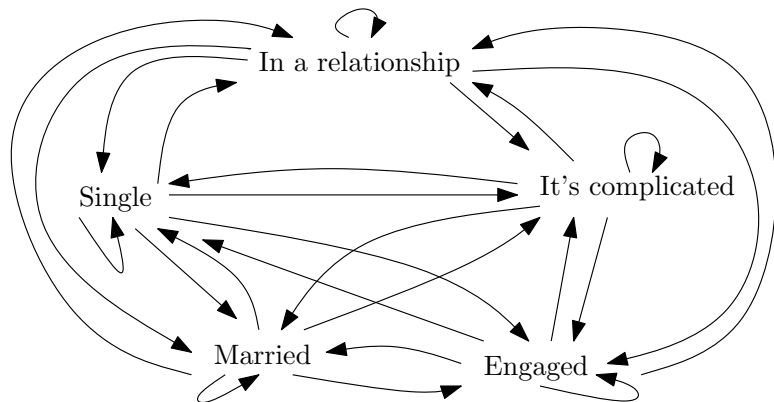 In a relationship
Single
It's complicated
Married
Engaged